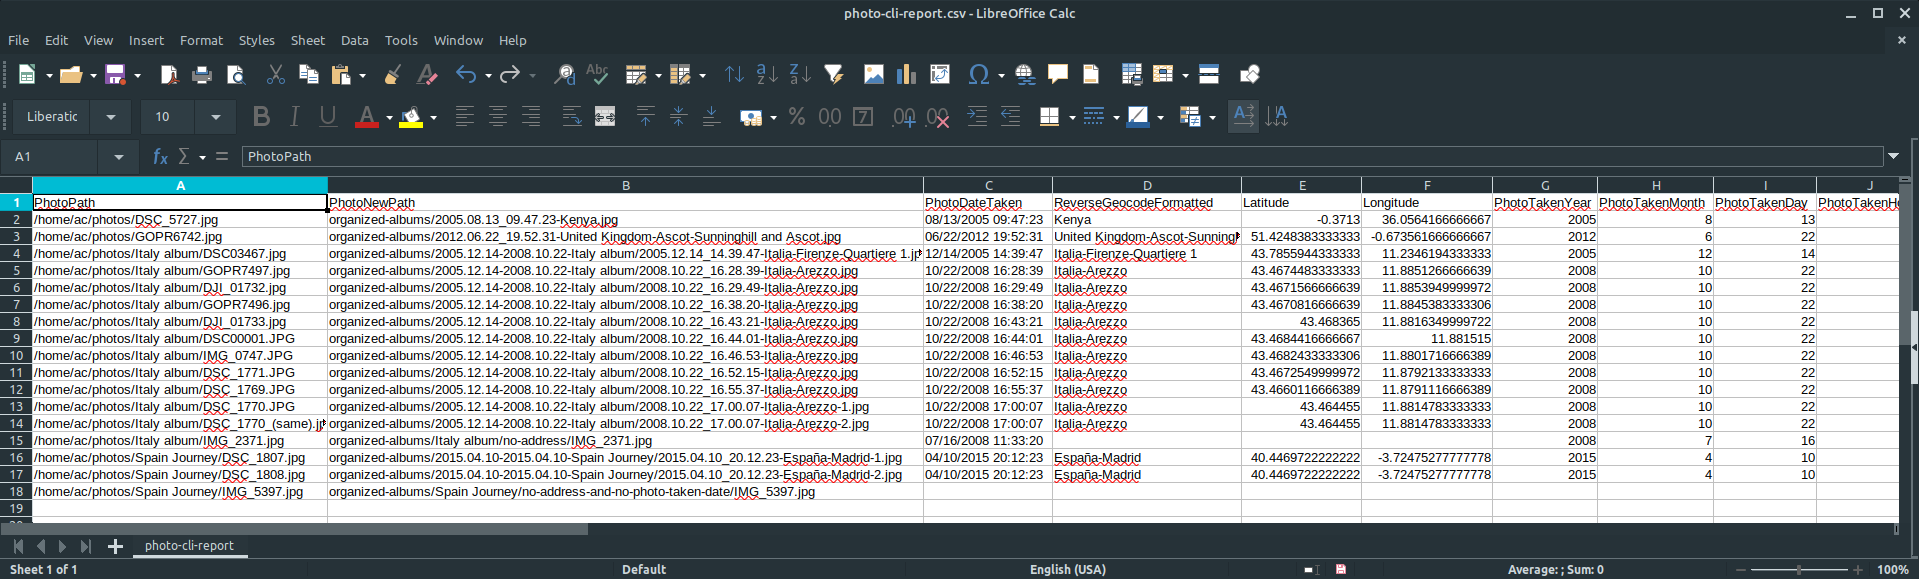 photo-cli-report.csv - LibreOffice Calc
File Edit View Insert Format Styles Sheet Data Tools Window Help
Liberatic 10
A1 PhotoPath
A B C D E F G H I J
1 PhotoPath PhotoNewPath PhotoDateTaken ReverseGeocodeFormatted Latitude Longitude PhotoTakenYear PhotoTakenMonth PhotoTakenDay PhotoTakenHo
2 /home/ac/photos/DSC_5727.jpg organized-albums/2005.08.13_09.47.23-Kenya.jpg 08/13/2005 09:47:23 Kenya -0.3713 36.0564166666667 2005 8 13
3 /home/ac/photos/GOPR6742.jpg organized-albums/2012.06.22_19.52.31-United Kingdom-Ascot-Sunninghill and Ascot.jpg 06/22/2012 19:52:31 United Kingdom-Ascot-Sunningh 51.4248383333333 -0.673561666666667 2012 6 22
4 /home/ac/photos/Italy album/DSC03467.jpg organized-albums/2005.12.14-2008.10.22-Italy album/2005.12.14_14.39.47-Italia-Firenze-Quartiere 1.jp 12/14/2005 14:39:47 Italia-Firenze-Quartiere 1 43.7855944333333 11.2346194333333 2005 12 14
5 /home/ac/photos/Italy album/GOPR7497.jpg organized-albums/2005.12.14-2008.10.22-Italy album/2008.10.22_16.28.39-Italia-Arezzo.jpg 10/22/2008 16:28:39 Italia-Arezzo 43.4674483333333 11.8851266666639 2008 10 22
6 /home/ac/photos/Italy album/DJI_01732.jpg organized-albums/2005.12.14-2008.10.22-Italy album/2008.10.22_16.29.49-Italia-Arezzo.jpg 10/22/2008 16:29:49 Italia-Arezzo 43.4671566666639 11.8853949999972 2008 10 22
7 /home/ac/photos/Italy album/GOPR7496.jpg organized-albums/2005.12.14-2008.10.22-Italy album/2008.10.22_16.38.20-Italia-Arezzo.jpg 10/22/2008 16:38:20 Italia-Arezzo 43.4670816666639 11.8845383333306 2008 10 22
8 /home/ac/photos/Italy album/DJI_01733.jpg organized-albums/2005.12.14-2008.10.22-Italy album/2008.10.22_16.43.21-Italia-Arezzo.jpg 10/22/2008 16:43:21 Italia-Arezzo 43.468365 11.8816349999722 2008 10 22
9 /home/ac/photos/Italy album/DSC00001.JPG organized-albums/2005.12.14-2008.10.22-Italy album/2008.10.22_16.44.01-Italia-Arezzo.jpg 10/22/2008 16:44:01 Italia-Arezzo 43.4684416666667 11.881515 2008 10 22
10 /home/ac/photos/Italy album/IMG_0747.JPG organized-albums/2005.12.14-2008.10.22-Italy album/2008.10.22_16.46.53-Italia-Arezzo.jpg 10/22/2008 16:46:53 Italia-Arezzo 43.4682433333306 11.8801716666389 2008 10 22
11 /home/ac/photos/Italy album/DSC_1771.JPG organized-albums/2005.12.14-2008.10.22-Italy album/2008.10.22_16.52.15-Italia-Arezzo.jpg 10/22/2008 16:52:15 Italia-Arezzo 43.4672549999972 11.8792133333333 2008 10 22
12 /home/ac/photos/Italy album/DSC_1769.JPG organized-albums/2005.12.14-2008.10.22-Italy album/2008.10.22_16.55.37-Italia-Arezzo.jpg 10/22/2008 16:55:37 Italia-Arezzo 43.4660116666389 11.8791116666389 2008 10 22
13 /home/ac/photos/Italy album/DSC_1770.JPG organized-albums/2005.12.14-2008.10.22-Italy album/2008.10.22_17.00.07-Italia-Arezzo-1.jpg 10/22/2008 17:00:07 Italia-Arezzo 43.464455 11.8814783333333 2008 10 22
14 /home/ac/photos/Italy album/DSC_1770_(same).jp organized-albums/2005.12.14-2008.10.22-Italy album/2008.10.22_17.00.07-Italia-Arezzo-2.jpg 10/22/2008 17:00:07 Italia-Arezzo 43.464455 11.8814783333333 2008 10 22
15 /home/ac/photos/Italy album/IMG_2371.jpg organized-albums/Italy album/no-address/IMG_2371.jpg 07/16/2008 11:33:20 2008 7 16
16 /home/ac/photos/Spain Journey/DSC_1807.jpg organized-albums/2015.04.10-2015.04.10-Spain Journey/2015.04.10_20.12.23-España-Madrid-1.jpg 04/10/2015 20:12:23 España-Madrid 40.4469722222222 -3.72475277777778 2015 4 10
17 /home/ac/photos/Spain Journey/DSC_1808.jpg organized-albums/2015.04.10-2015.04.10-Spain Journey/2015.04.10_20.12.23-España-Madrid-2.jpg 04/10/2015 20:12:23 España-Madrid 40.4469722222222 -3.72475277777778 2015 4 10
18 /home/ac/photos/Spain Journey/IMG_5397.jpg organized-albums/Spain Journey/no-address-and-no-photo-taken-date/IMG_5397.jpg
19
photo-cli-report
Sheet 1 of 1 Default English (USA) Average: ; Sum: 0 100%